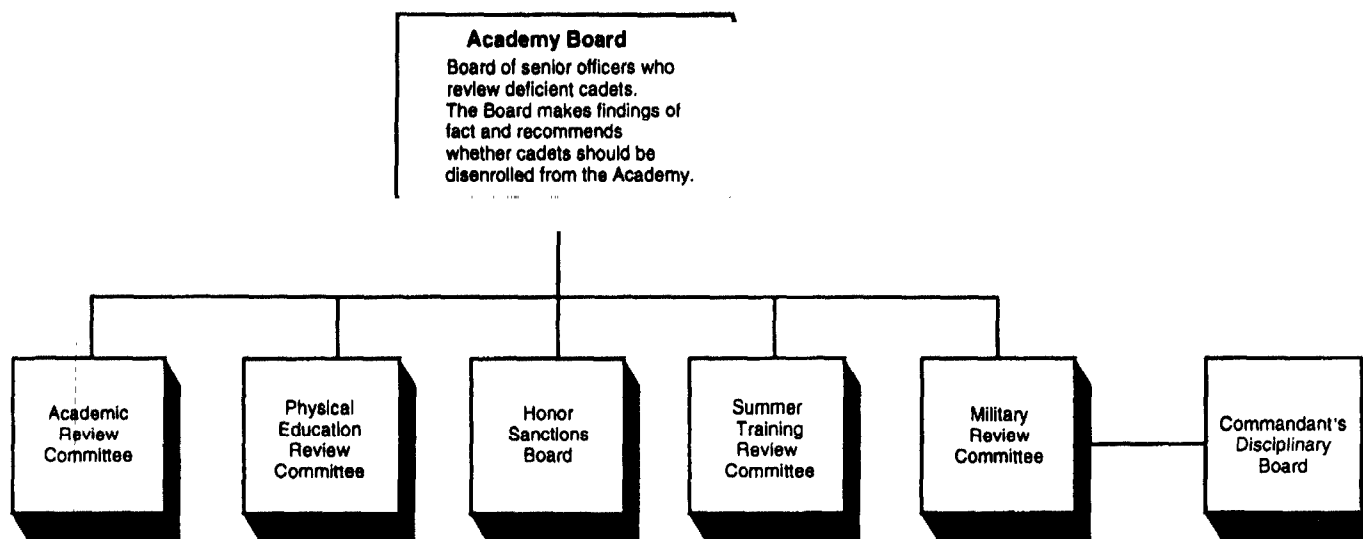 Academy Board
Board of senior officers who
review deficient cadets.
The Board makes findings of
fact and recommends
whether cadets should be
disenrolled from the Academy.
Academic
Review
Committee
Physical
Education
Review
Committee
Honor
Sanctions
Board
Summer
Training
Review
Committee
Military
Review
Committee
Commandant's
Disciplinary
Board